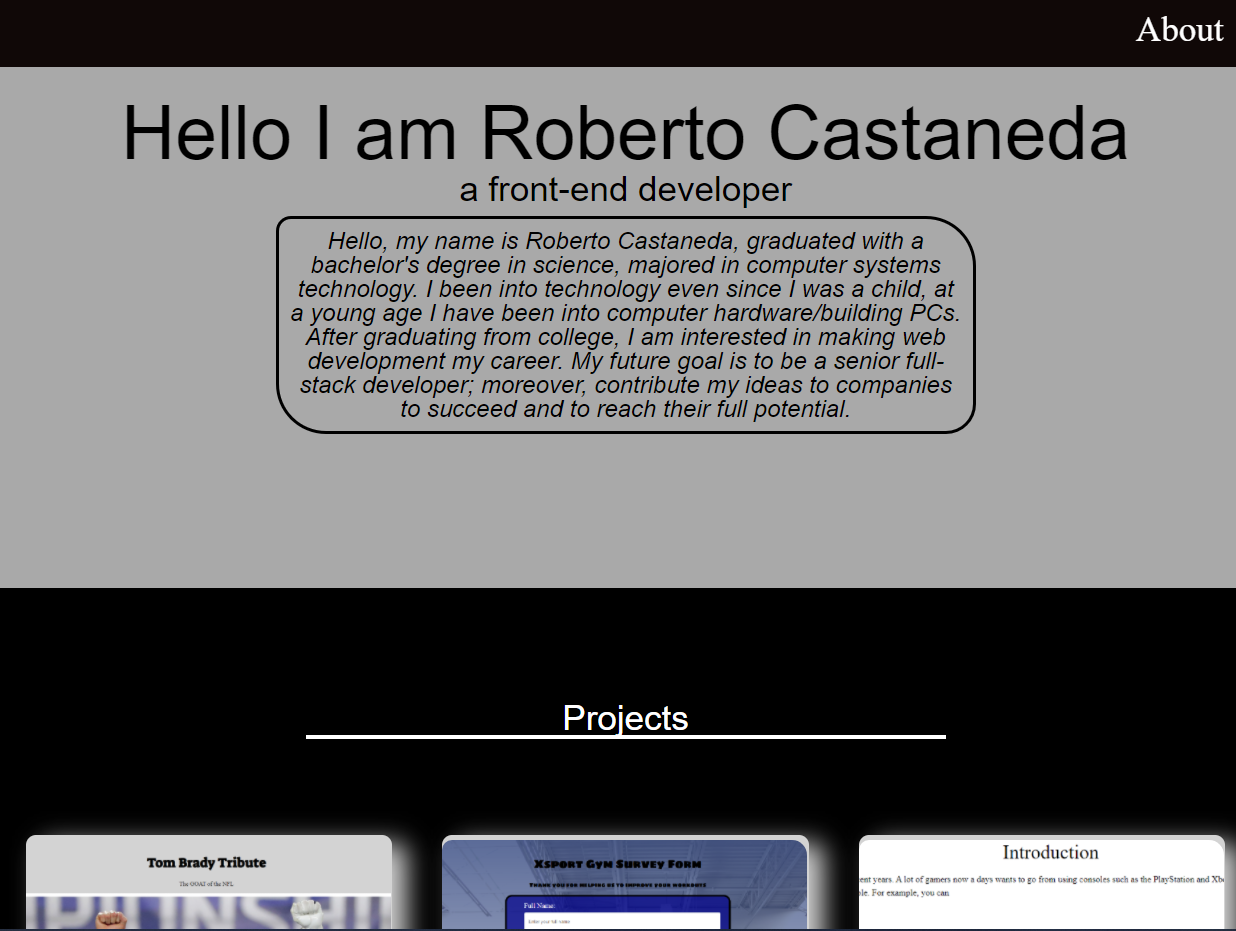 About
Hello I am Roberto Castaneda
a front-end developer
Hello, my name is Roberto Castaneda, graduated with a
bachelor's degree in science, majored in computer systems
technology. I been into technology even since I was a child, at
a young age I have been into computer hardware/building PCs.
After graduating from college, I am interested in making web
development my career. My future goal is to be a senior full-
stack developer; moreover, contribute my ideas to companies
to succeed and to reach their full potential.
Projects
Tom Brady Tribute
The GOAT of the NFL
Xsport Gym Survey Form
Thank you for helping us to improve your workouts
Full Name:
Enter your full name
Introduction
ent years. A lot of gamers now a days wants to go from using consoles such as the PlayStation and Xb
le. For example, you can